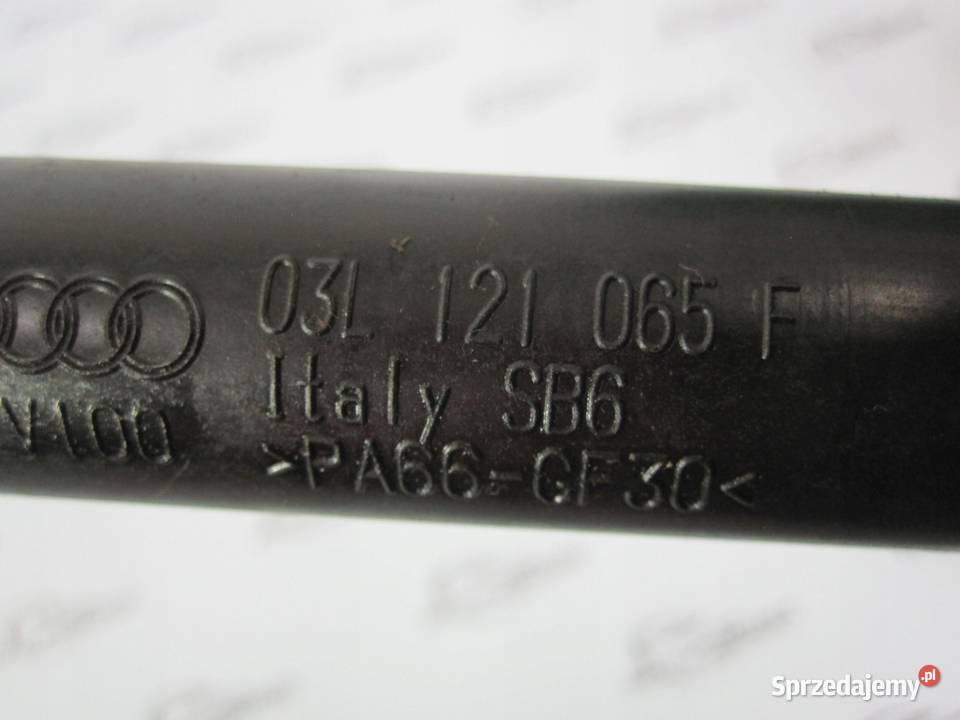 03L 121 065 F
Italy SB6
>PA66-GF30<
Sprzedajemy.pl